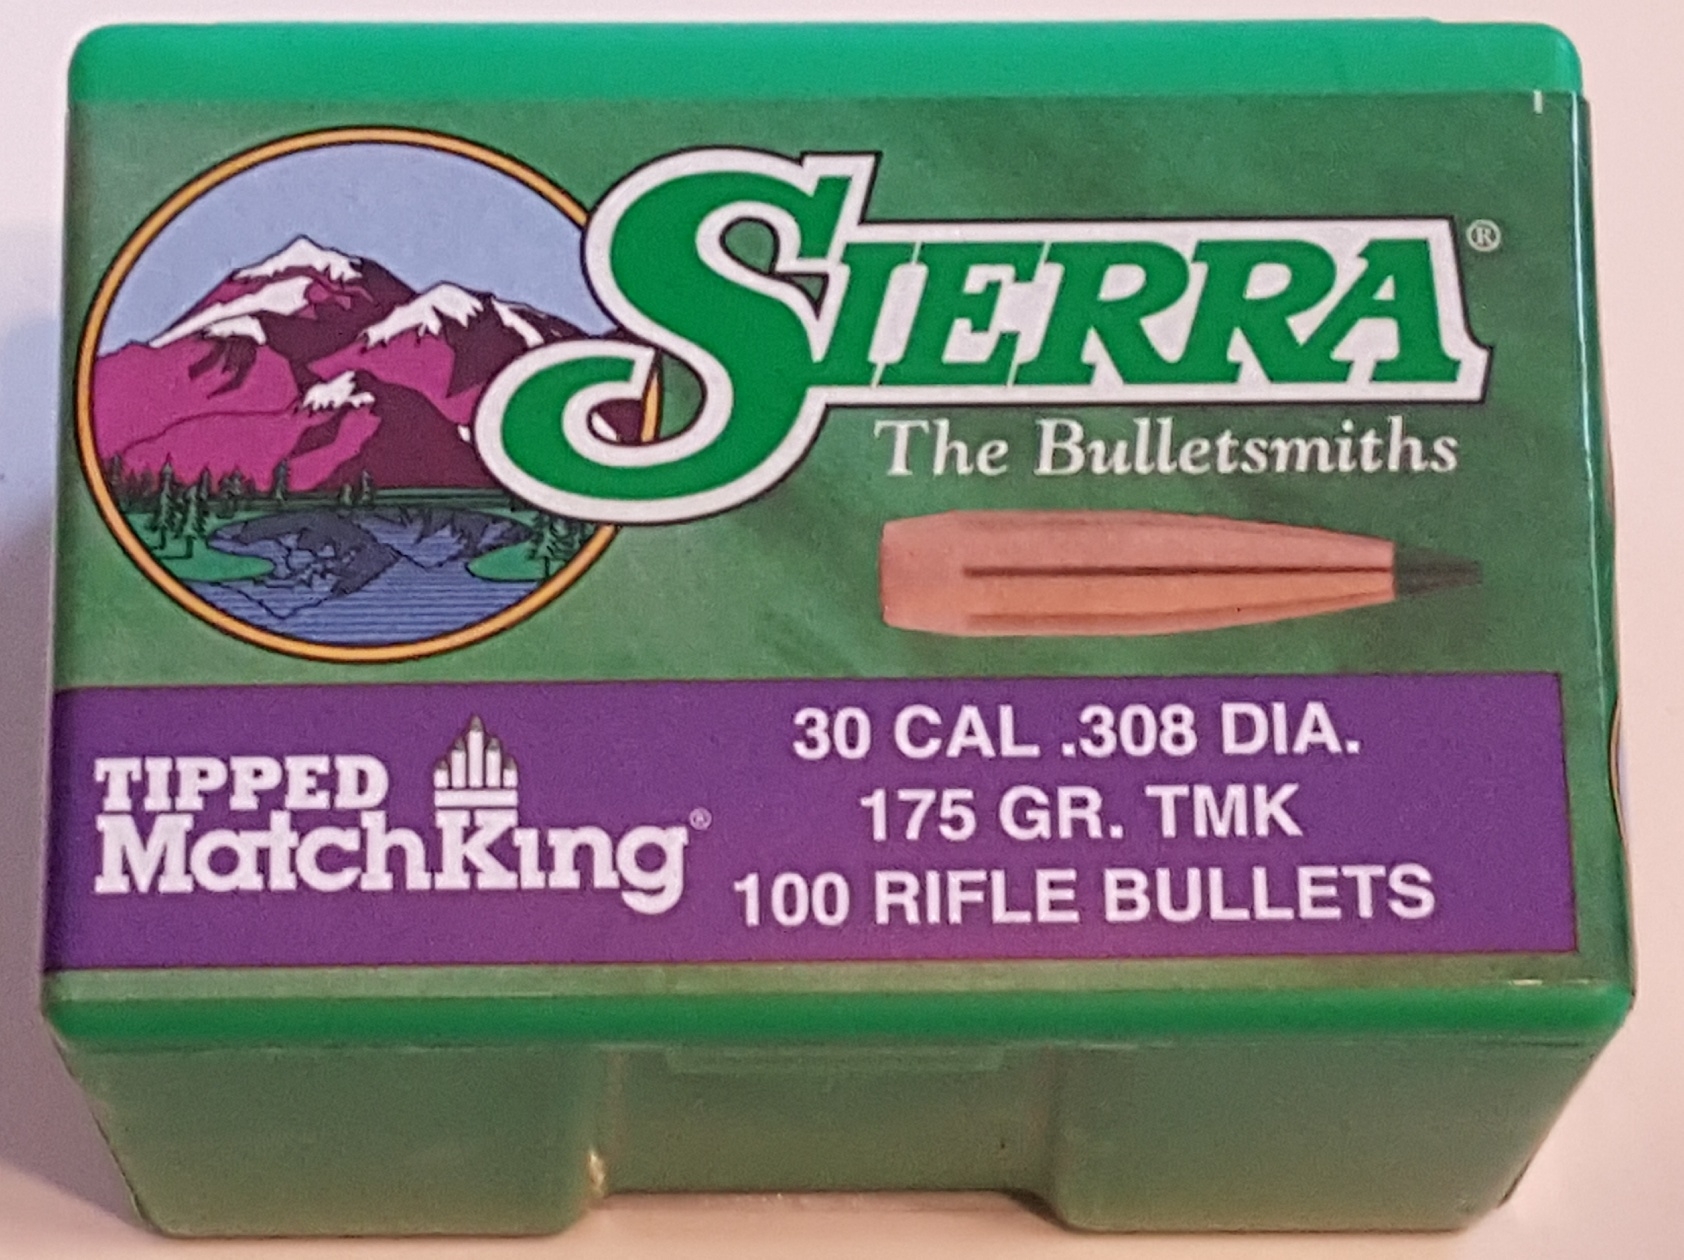 SIERRA®
The Bulletsmiths
TIPPED
MatchKing®
30 CAL .308 DIA.
175 GR. TMK
100 RIFLE BULLETS